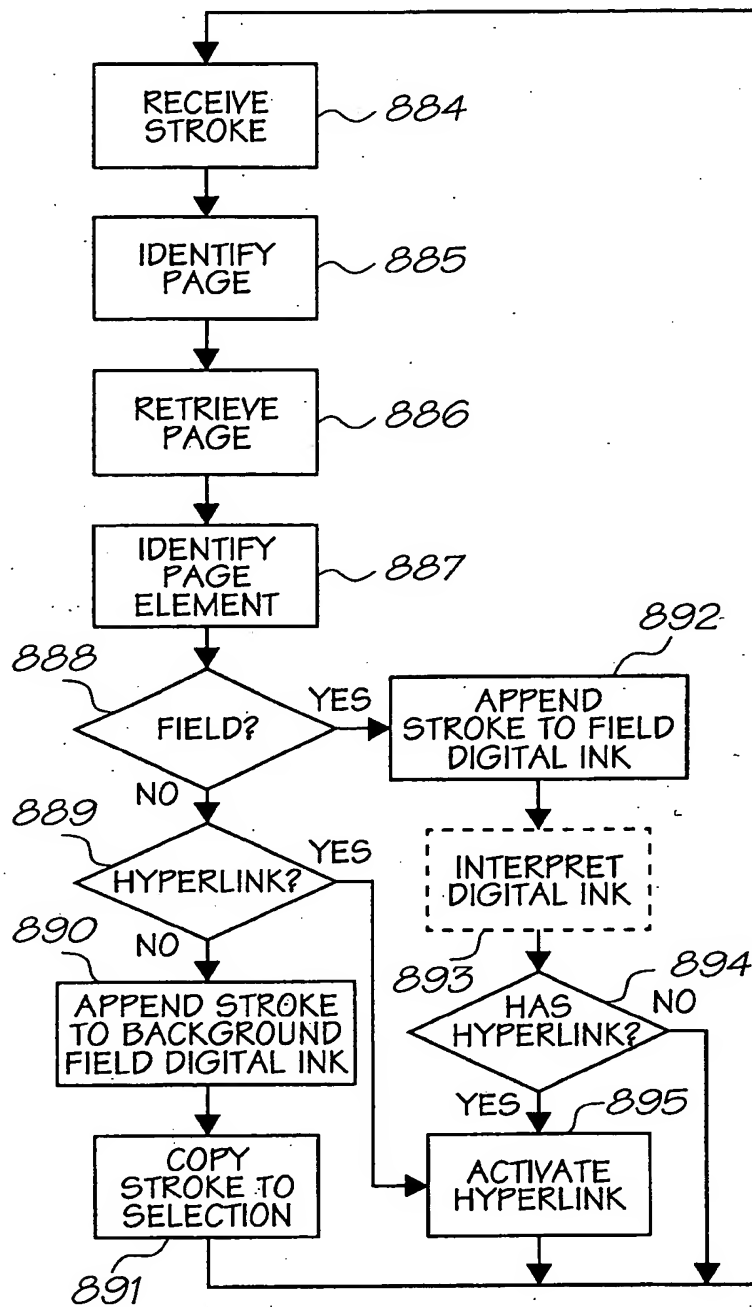 RECEIVE
STROKE
884
IDENTIFY
PAGE
885
RETRIEVE
PAGE
886
IDENTIFY
PAGE
ELEMENT
887
888
FIELD?
YES
NO
892
APPEND
STROKE TO FIELD
DIGITAL INK
889
HYPERLINK?
YES
NO
INTERPRET
DIGITAL INK
893
890
APPEND STROKE
TO BACKGROUND
FIELD DIGITAL INK
894
HAS
HYPERLINK?
NO
YES
895
COPY
STROKE TO
SELECTION
891
ACTIVATE
HYPERLINK